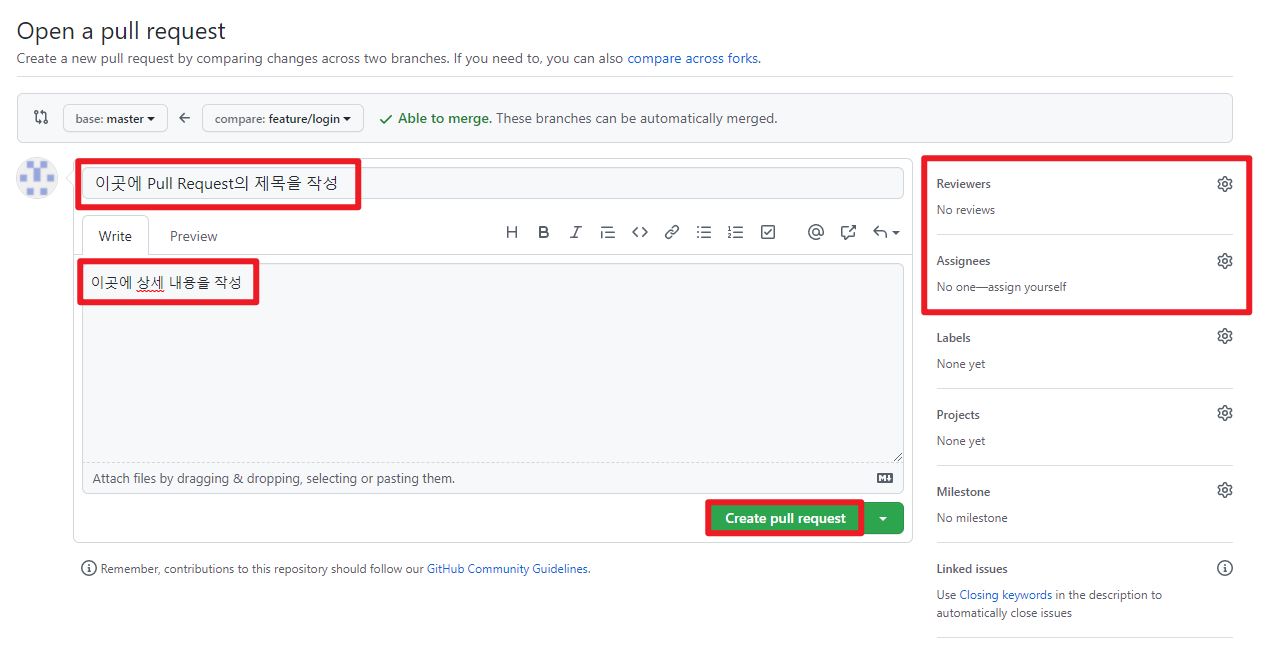 Open a pull request
Create a new pull request by comparing changes across two branches. If you need to, you can also compare across forks.
base: master
compare: feature/login
Able to merge. These branches can be automatically merged.
이곳에 Pull Request의 제목을 작성
Write
Preview
이곳에 상세 내용을 작성
Attach files by dragging & dropping, selecting or pasting them.
Create pull request
Remember, contributions to this repository should follow our GitHub Community Guidelines.
Reviewers
No reviews
Assignees
No one—assign yourself
Labels
None yet
Projects
None yet
Milestone
No milestone
Linked issues
Use Closing keywords in the description to
automatically close issues